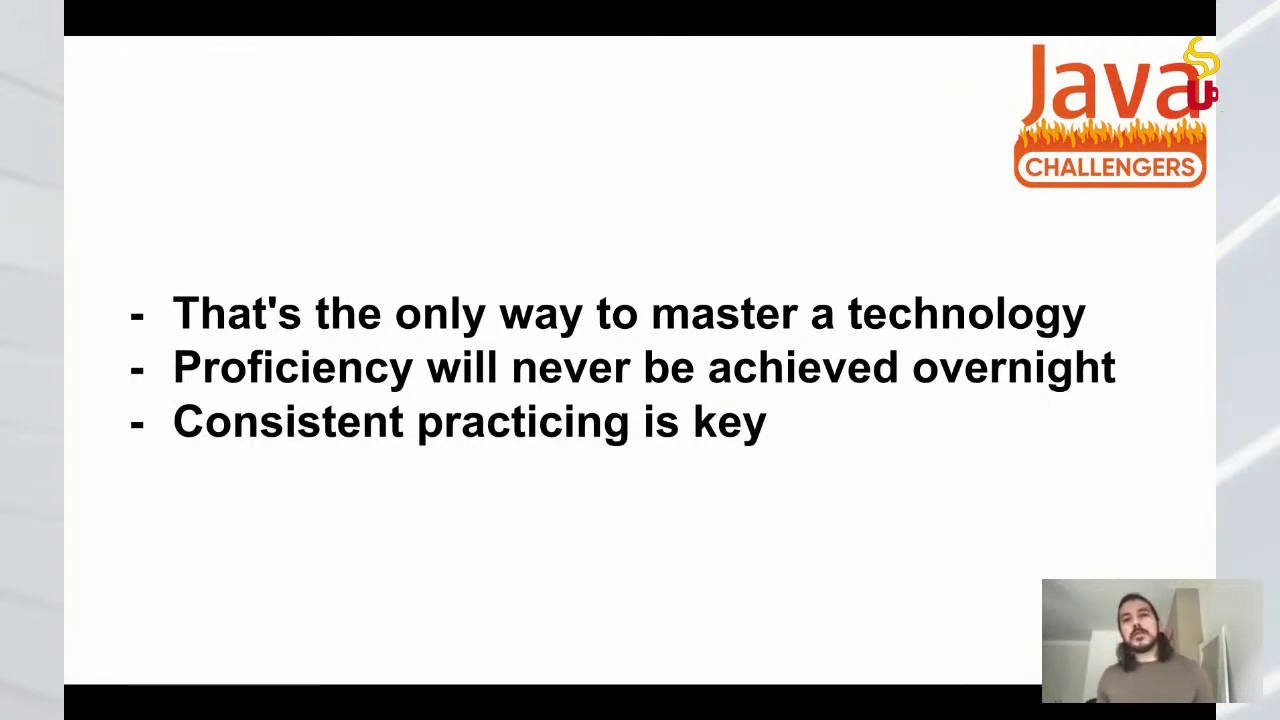 Java
CHALLENGERS
- That's the only way to master a technology
- Proficiency will never be achieved overnight
- Consistent practicing is key